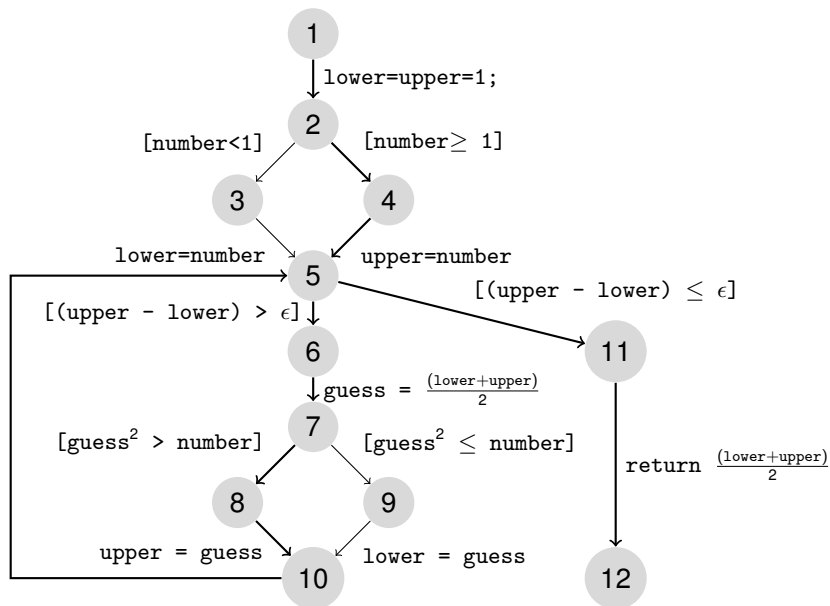 1
lower=upper=1;
2
[number<1] [number≥ 1]
3 4
lower=number upper=number
5
[(upper - lower) ≤ ϵ]
[(upper - lower) > ϵ]
6 11
guess = (lower+upper)/2
7
[guess² > number] [guess² ≤ number]
return (lower+upper)/2
8 9
upper = guess lower = guess
10 12